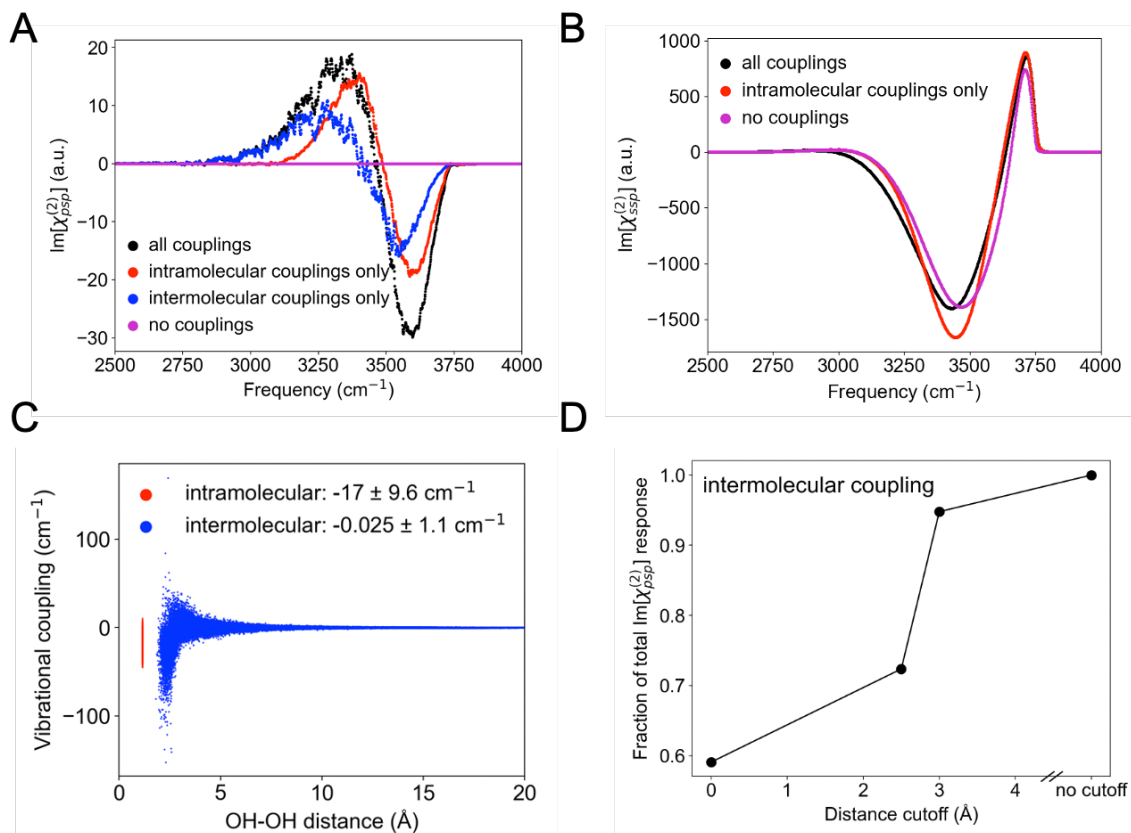 A
Im[χ_psp^(2)] (a.u.)
20
10
0
−10
−20
−30
all couplings
intramolecular couplings only
intermolecular couplings only
no couplings
2500 2750 3000 3250 3500 3750 4000
Frequency (cm⁻¹)
B
Im[χ_ssp^(2)] (a.u.)
1000
500
0
−500
−1000
−1500
all couplings
intramolecular couplings only
no couplings
2500 2750 3000 3250 3500 3750 4000
Frequency (cm⁻¹)
C
Vibrational coupling (cm⁻¹)
100
0
−100
intramolecular: -17 ± 9.6 cm⁻¹
intermolecular: -0.025 ± 1.1 cm⁻¹
0 5 10 15 20
OH-OH distance (Å)
D
Fraction of total Im[χ_psp^(2)] response
1.0
0.9
0.8
0.7
0.6
intermolecular coupling
0 1 2 3 4 no cutoff
Distance cutoff (Å)